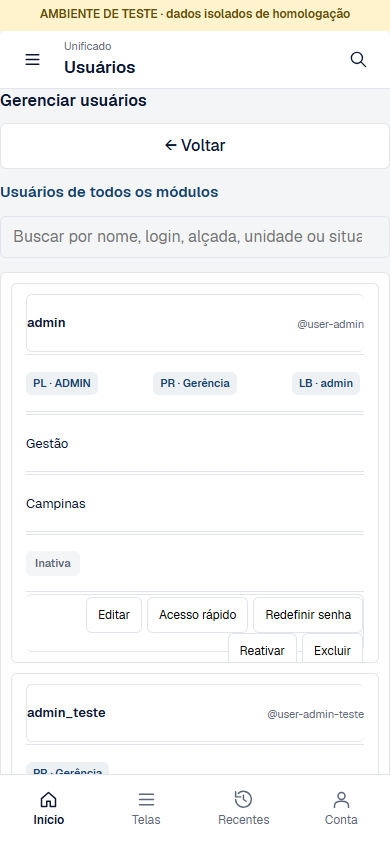 AMBIENTE DE TESTE · dados isolados de homologação
Unificado
Usuários
Gerenciar usuários
← Voltar
Usuários de todos os módulos
Buscar por nome, login, alçada, unidade ou situa
admin @user-admin
PL · ADMIN PR · Gerência LB · admin
Gestão
Campinas
Inativa
Editar Acesso rápido Redefinir senha
Reativar Excluir
admin_teste @user-admin-teste
PR · Gerência
Início Telas Recentes Conta